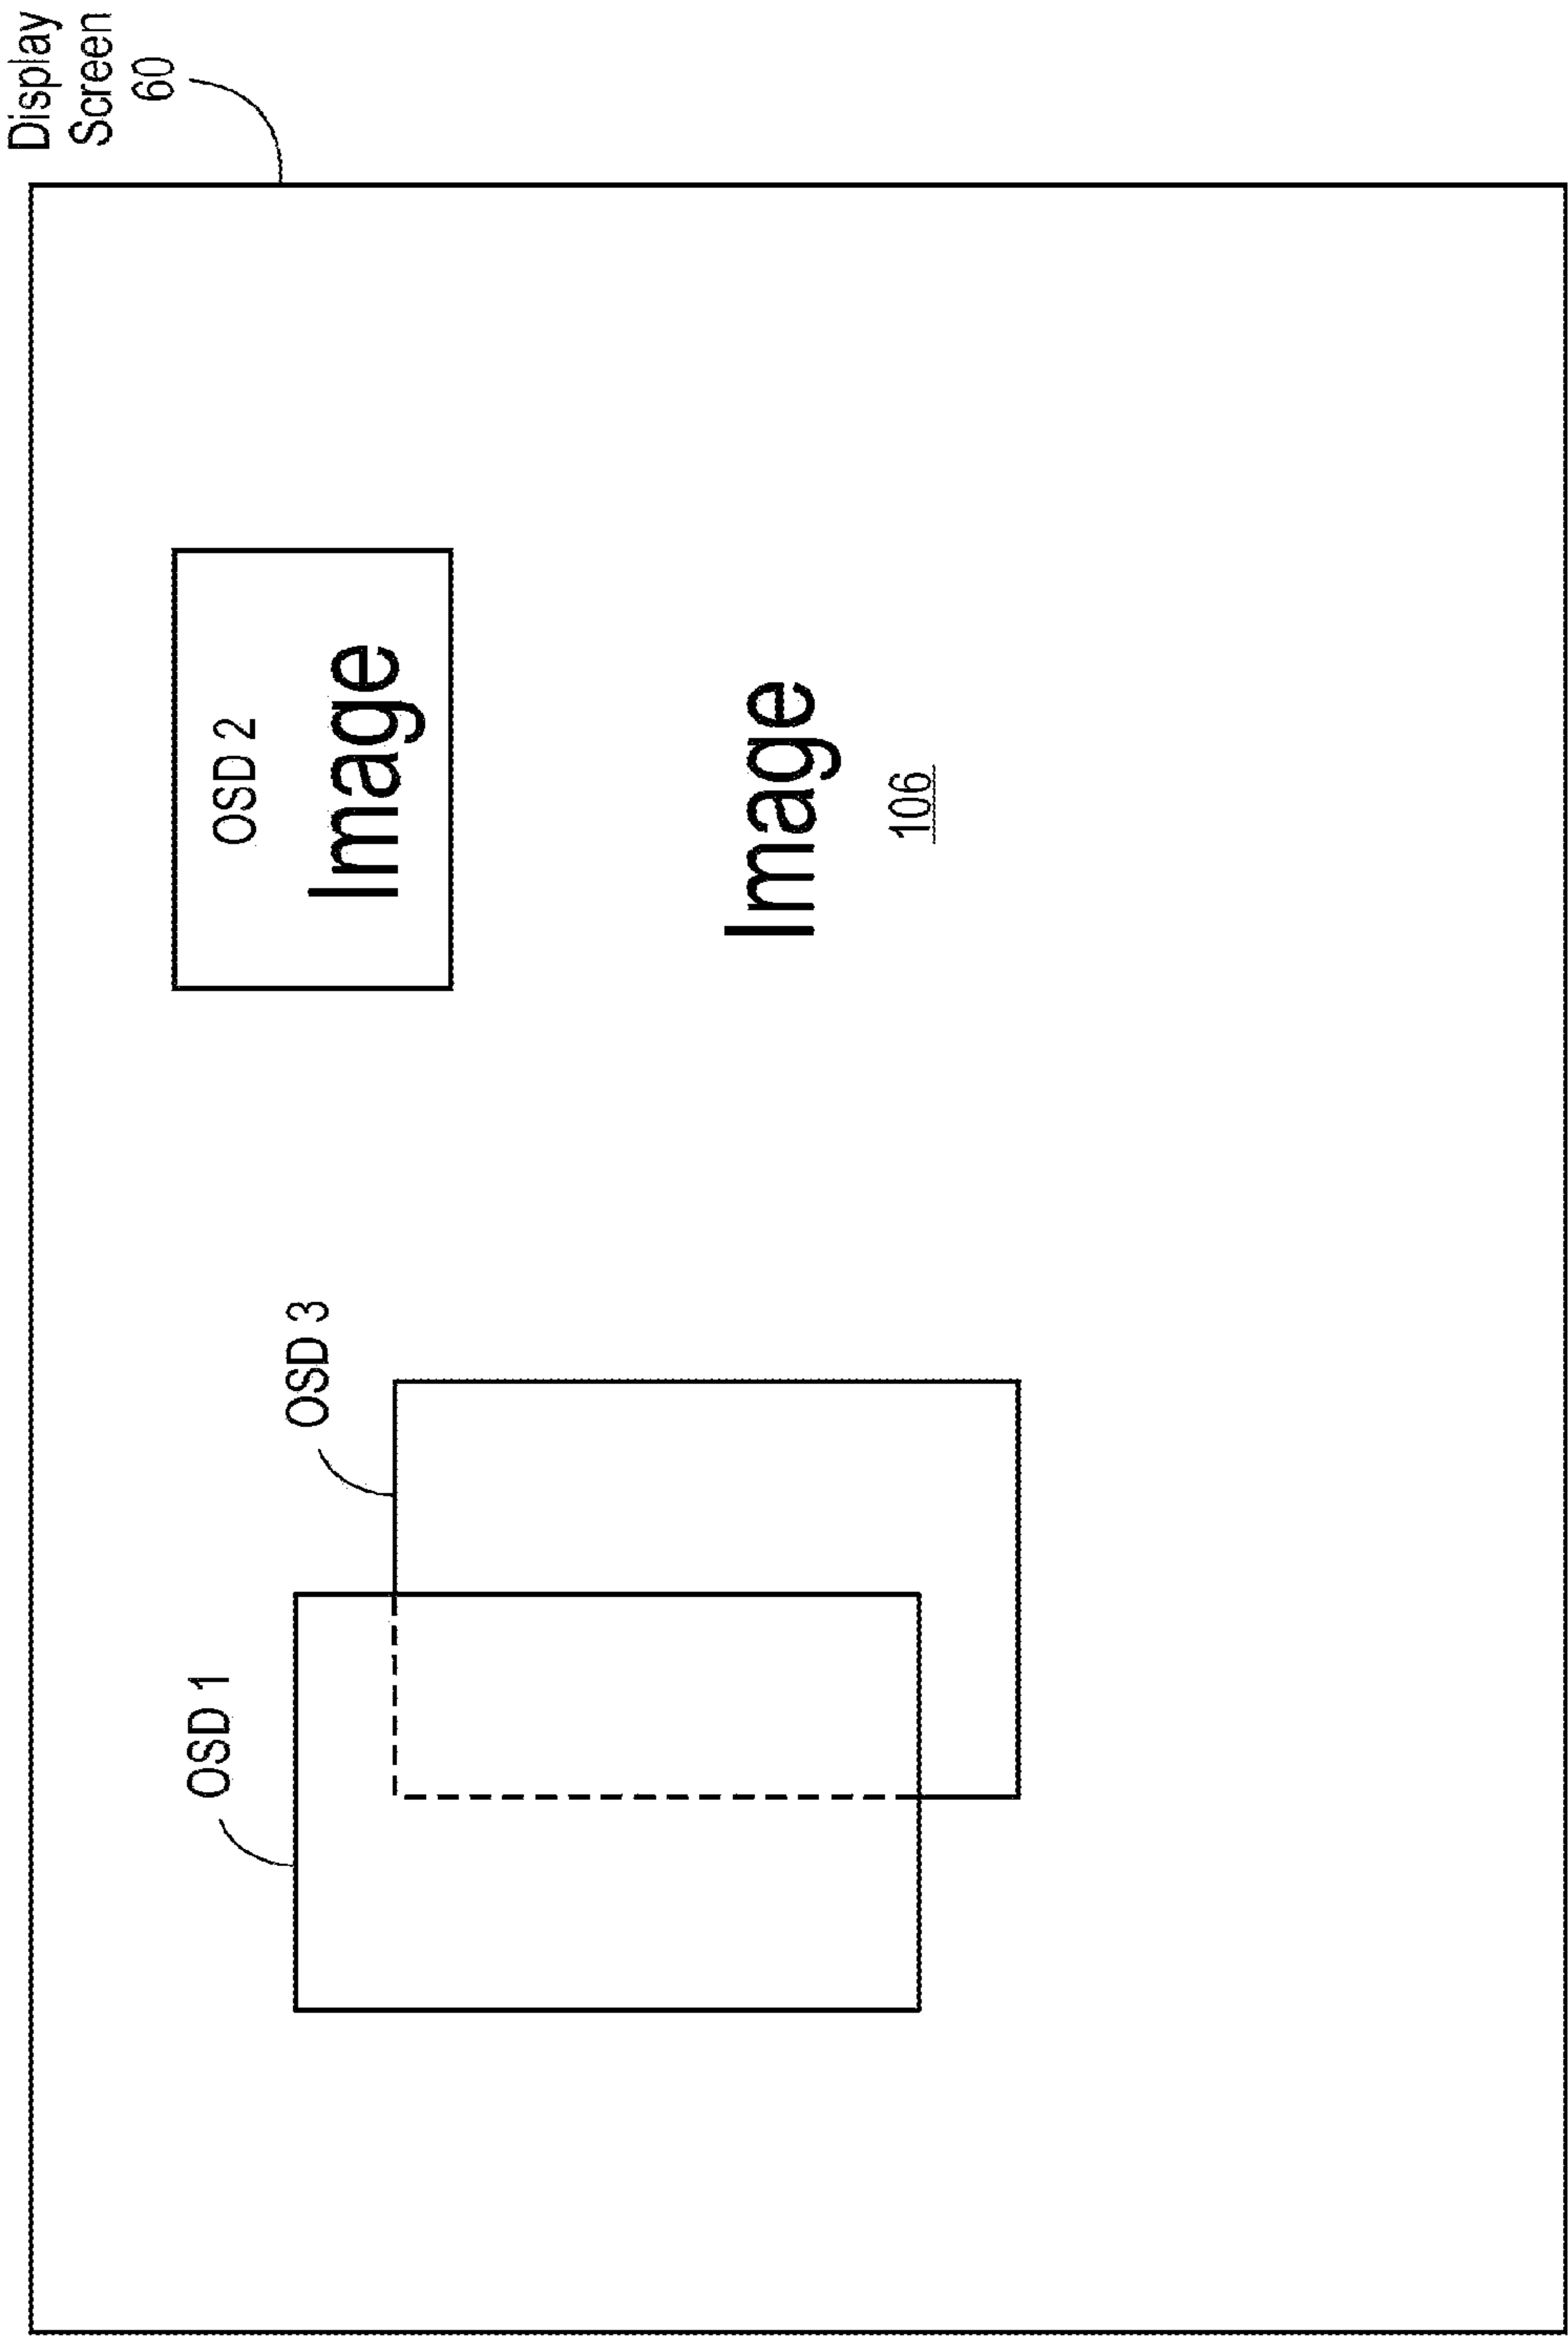 Display
Screen
60
OSD 2
Image
OSD 1
OSD 3
Image
106